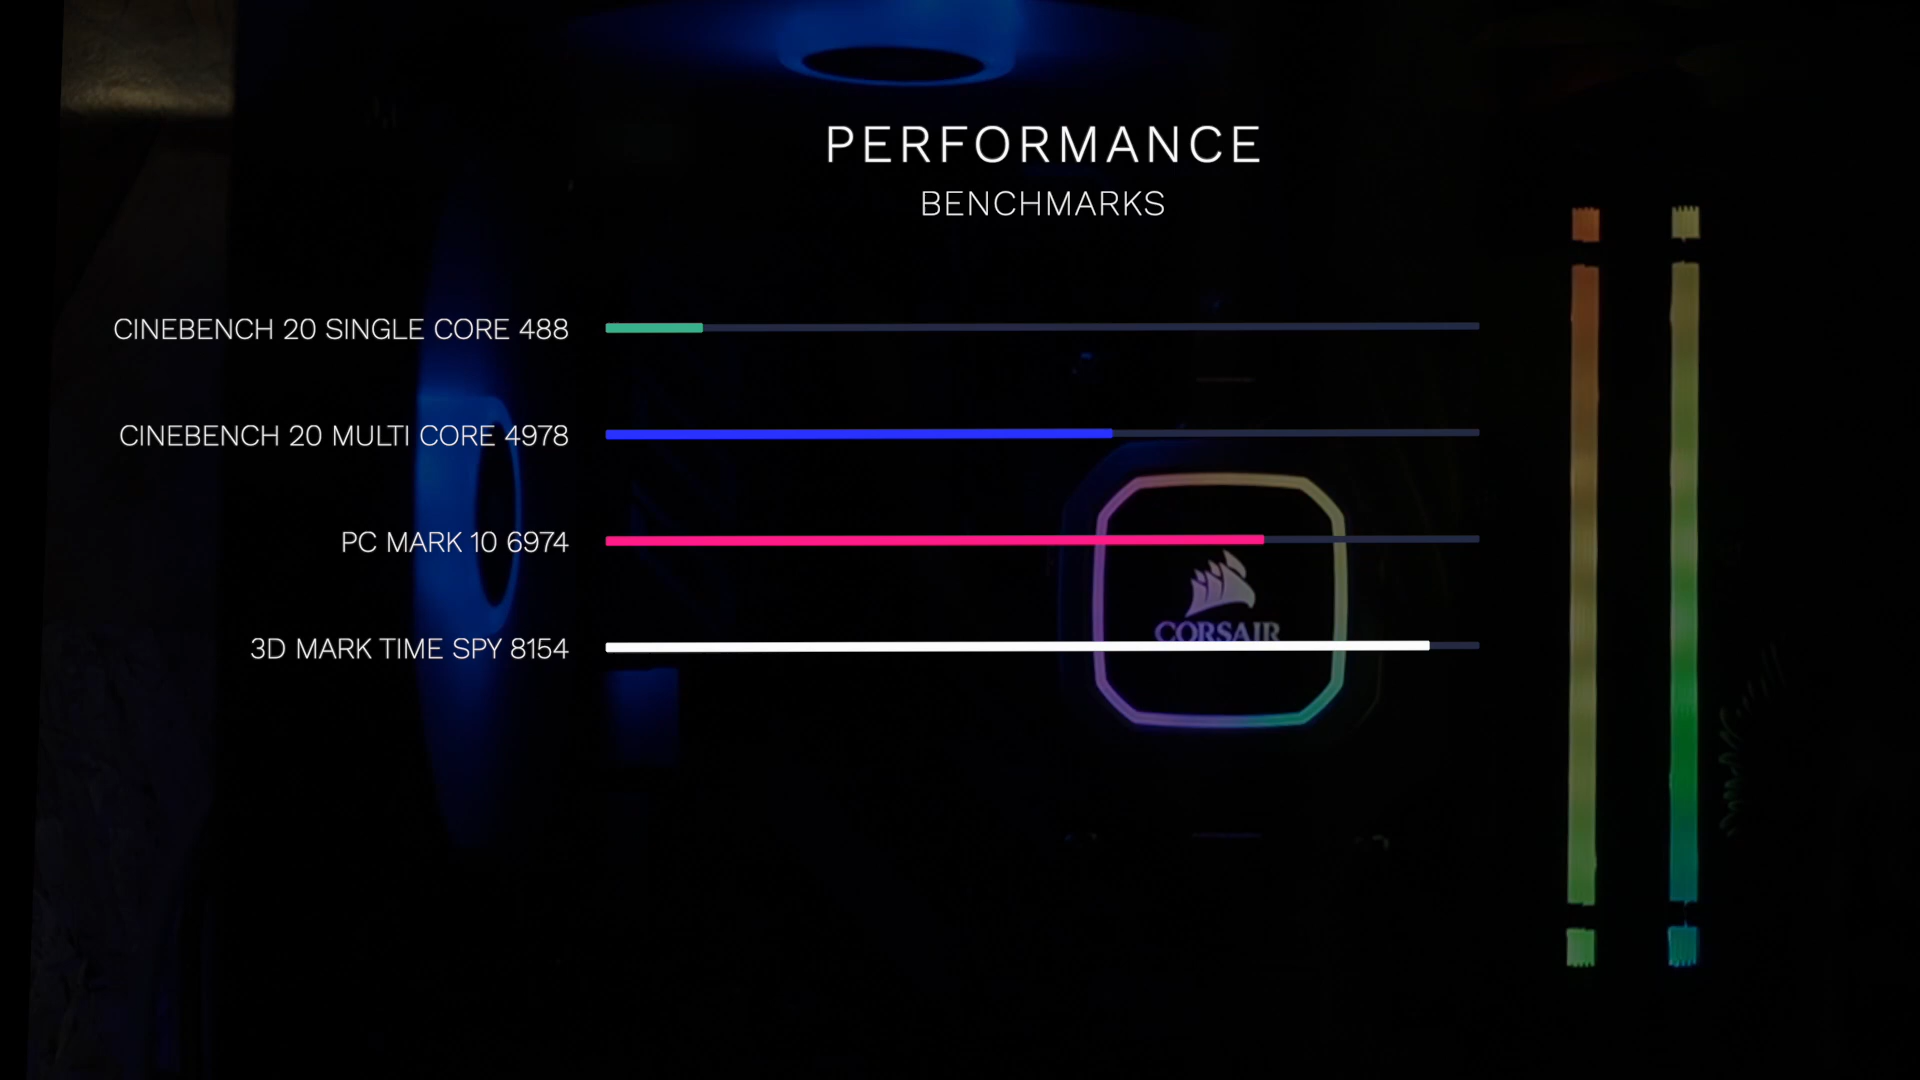 PERFORMANCE
BENCHMARKS
CINEBENCH 20 SINGLE CORE 488
CINEBENCH 20 MULTI CORE 4978
PC MARK 10 6974
CORSAIR
3D MARK TIME SPY 8154